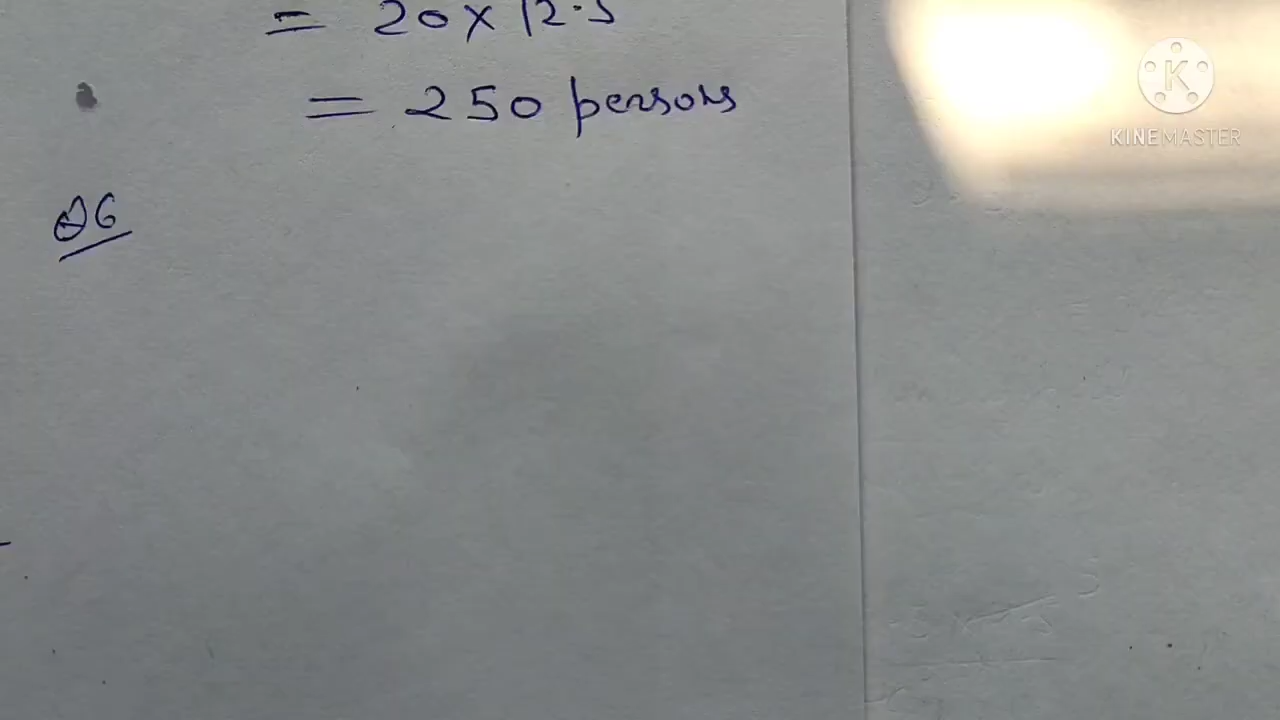 = 20 x 12.5
= 250 persons
Q6
K
KINEMASTER